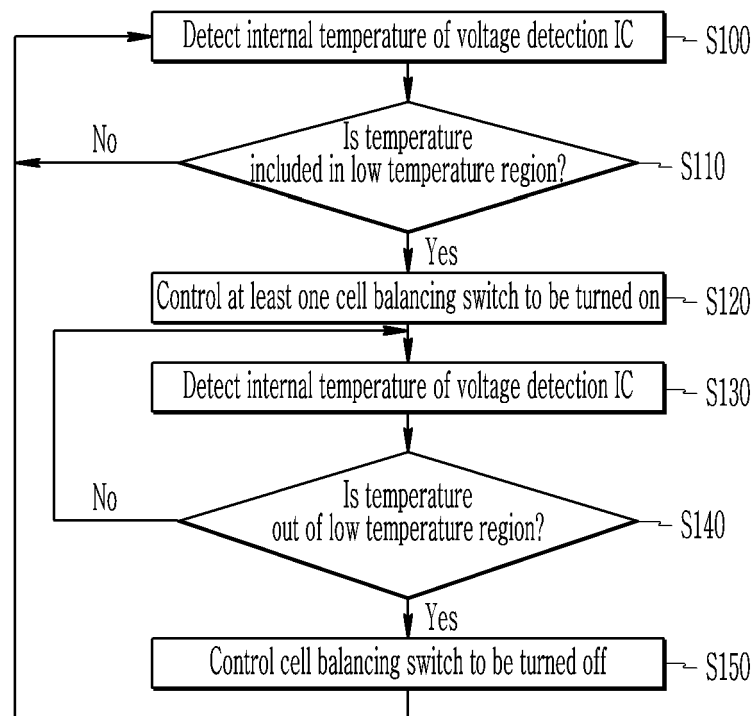 Detect internal temperature of voltage detection IC
S100
Is temperature
included in low temperature region?
No
S110
Yes
Control at least one cell balancing switch to be turned on
S120
Detect internal temperature of voltage detection IC
S130
Is temperature
out of low temperature region?
No
S140
Yes
Control cell balancing switch to be turned off
S150